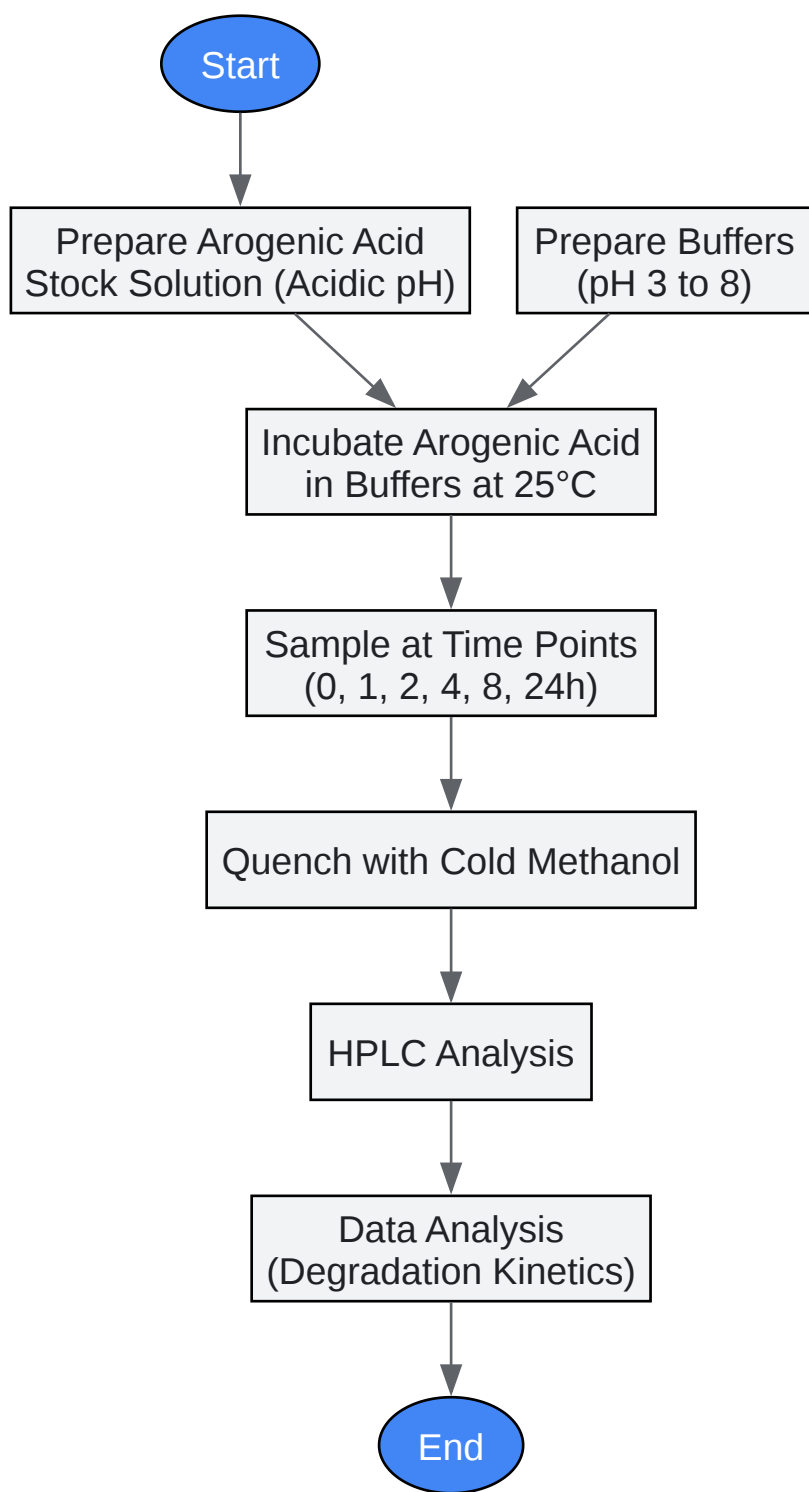 Start
Prepare Arogenic Acid
Stock Solution (Acidic pH)
Prepare Buffers
(pH 3 to 8)
Incubate Arogenic Acid
in Buffers at 25°C
Sample at Time Points
(0, 1, 2, 4, 8, 24h)
Quench with Cold Methanol
HPLC Analysis
Data Analysis
(Degradation Kinetics)
End